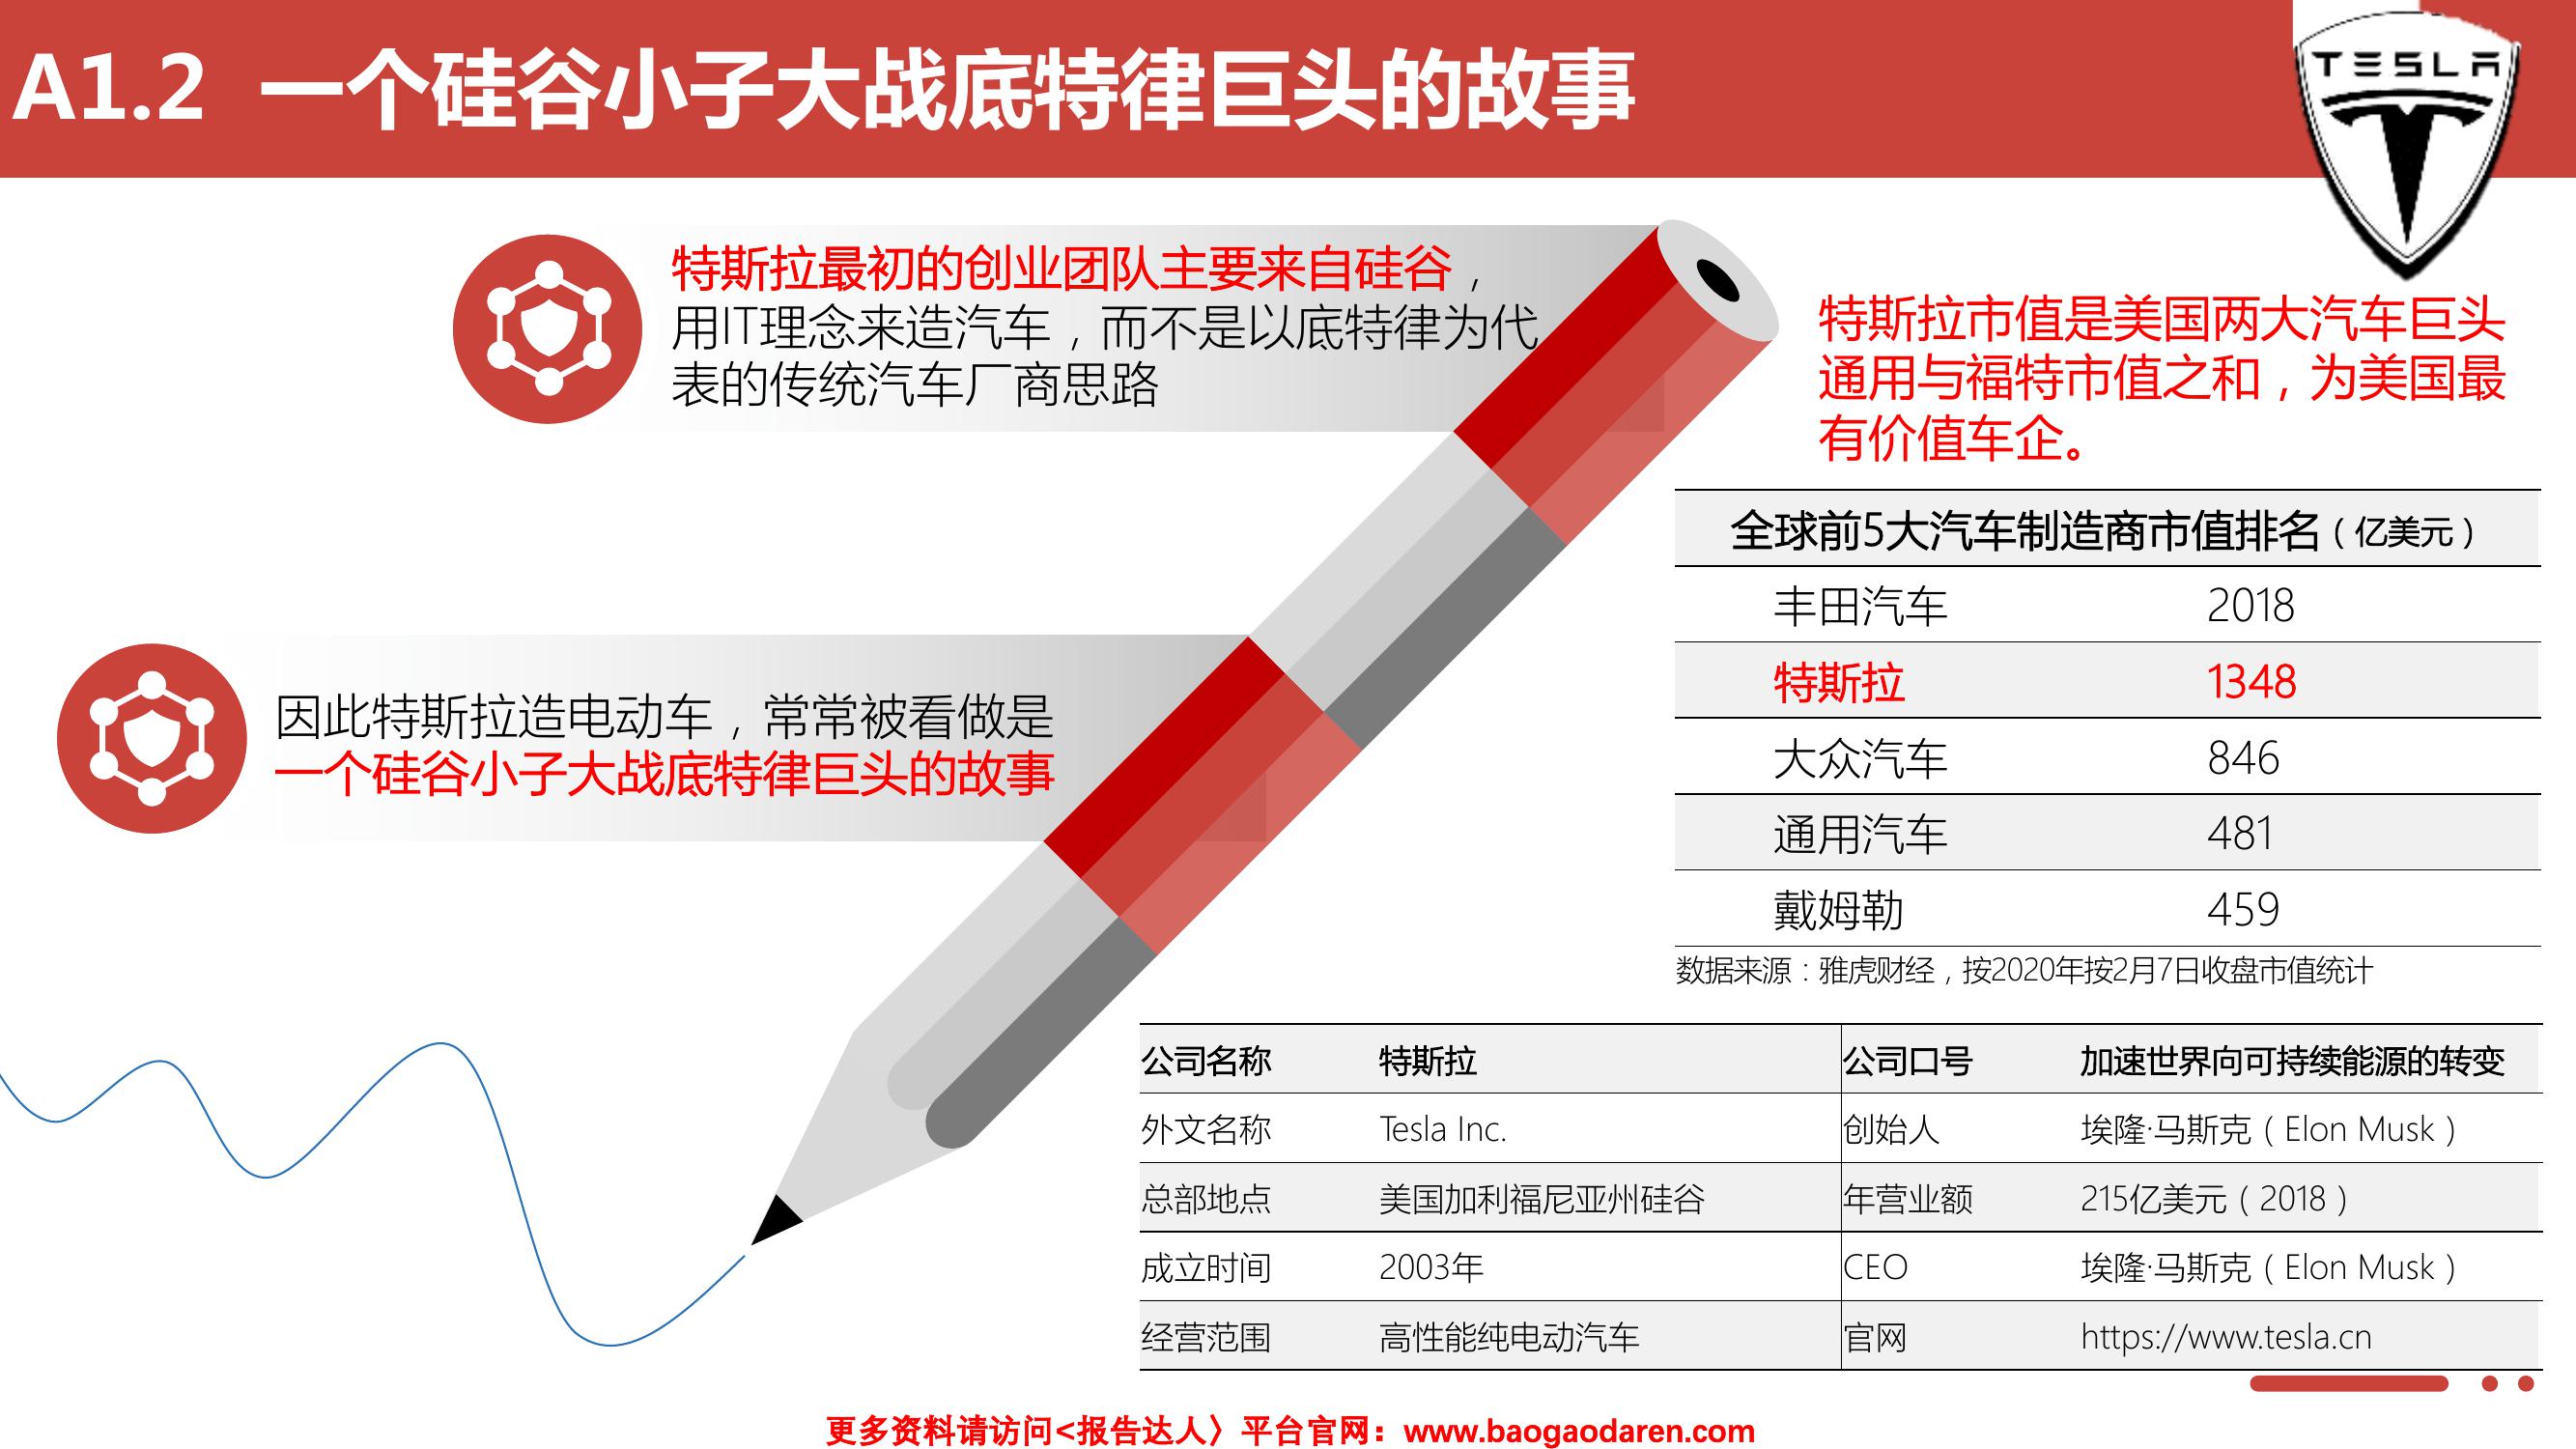 A1.2 一个硅谷小子大战底特律巨头的故事
TESLA
特斯拉最初的创业团队主要来自硅谷，
用IT理念来造汽车，而不是以底特律为代
表的传统汽车厂商思路
特斯拉市值是美国两大汽车巨头
通用与福特市值之和，为美国最
有价值车企。
因此特斯拉造电动车，常常被看做是
一个硅谷小子大战底特律巨头的故事
全球前5大汽车制造商市值排名（亿美元）
丰田汽车 2018
特斯拉 1348
大众汽车 846
通用汽车 481
戴姆勒 459
数据来源：雅虎财经，按2020年按2月7日收盘市值统计
公司名称 特斯拉 公司口号 加速世界向可持续能源的转变
外文名称 Tesla Inc. 创始人 埃隆·马斯克（Elon Musk）
总部地点 美国加利福尼亚州硅谷 年营业额 215亿美元（2018）
成立时间 2003年 CEO 埃隆·马斯克（Elon Musk）
经营范围 高性能纯电动汽车 官网 https://www.tesla.cn
更多资料请访问<报告达人〉平台官网：www.baogaodaren.com